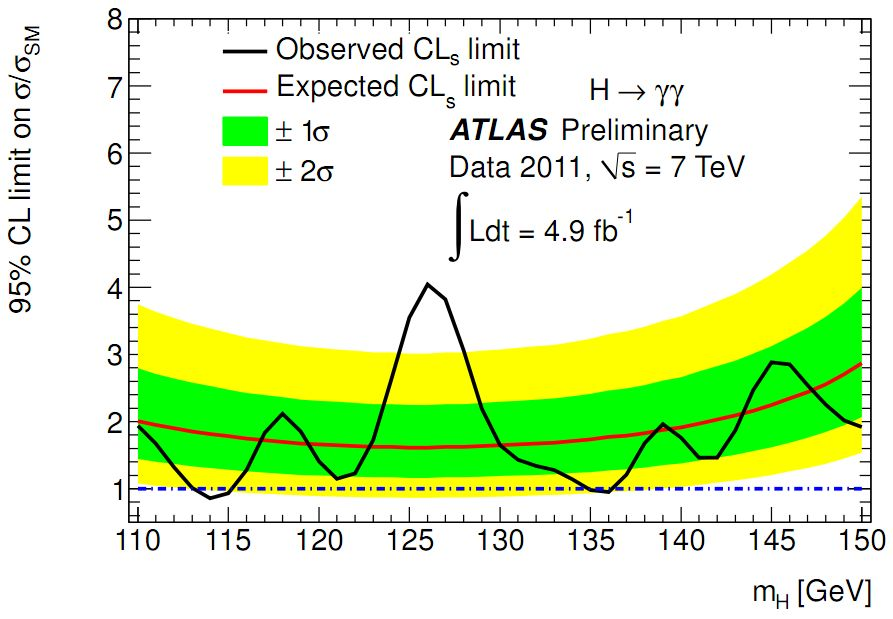 95% CL limit on σ/σSM
8
7
6
5
4
3
2
1
Observed CLs limit
Expected CLs limit
± 1σ
± 2σ
H → γγ
ATLAS Preliminary
Data 2011, √s = 7 TeV
∫Ldt = 4.9 fb-1
110 115 120 125 130 135 140 145 150
mH [GeV]